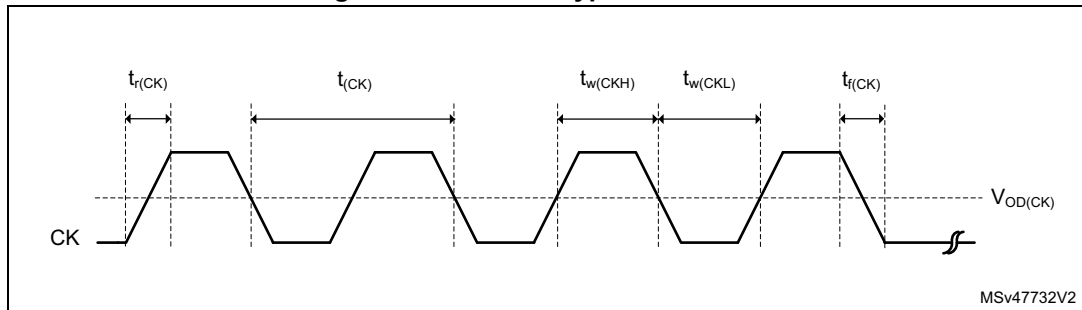 t_r(CK)
t_(CK)
t_w(CKH)
t_w(CKL)
t_f(CK)
V_OD(CK)
CK
MSv47732V2